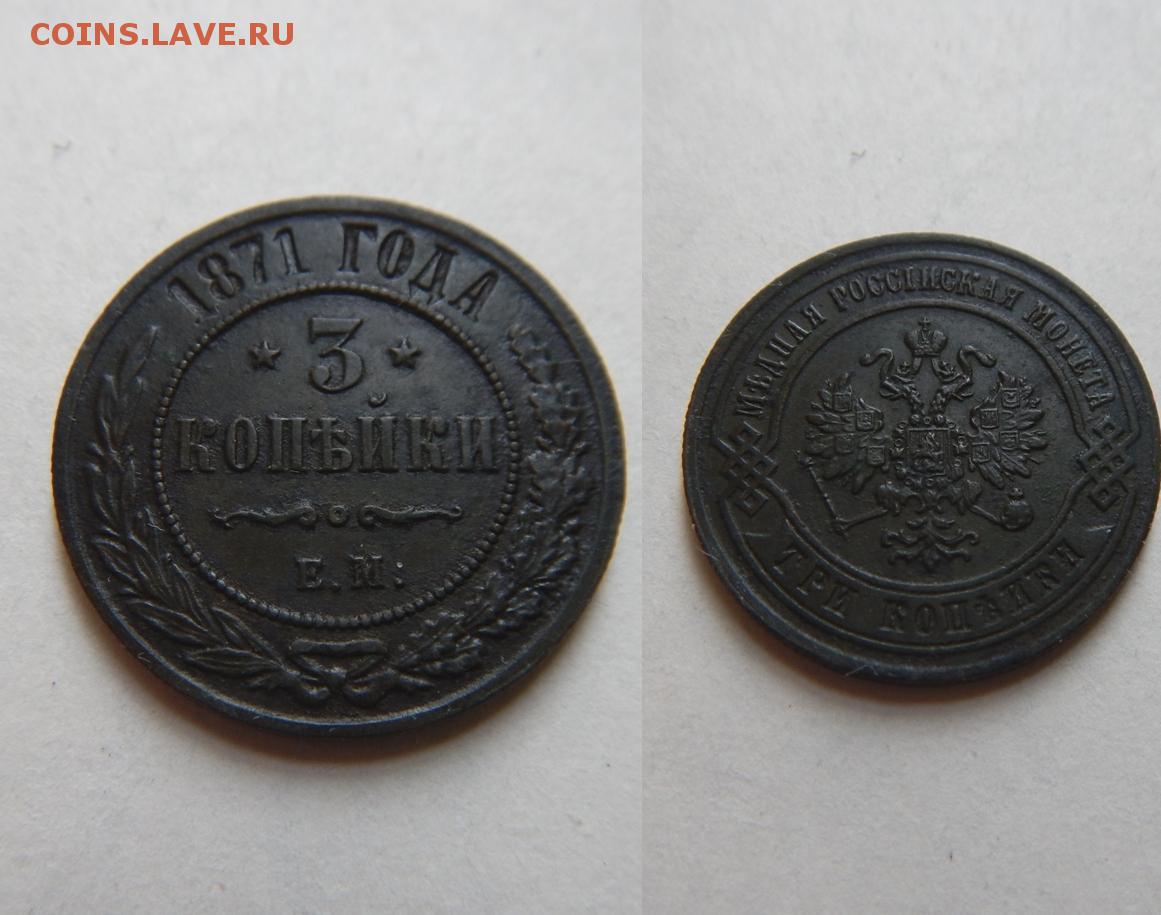 COINS.LAVE.RU
1871 ГОДА
3
КОПѢЙКИ
Е.М.
МѢДНАЯ РОССІЙСКАЯ МОНЕТА
ТРИ КОПѢЙКИ